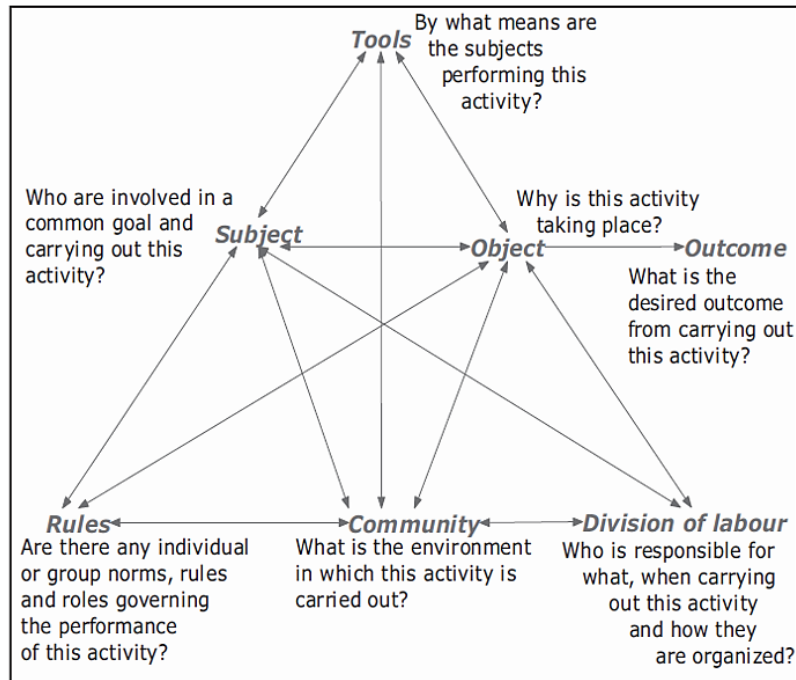 Tools
By what means are
the subjects
performing this
activity?
Who are involved in a
common goal and
carrying out this
activity?
Subject
Why is this activity
taking place?
Object
Outcome
What is the
desired outcome
from carrying out
this activity?
Rules
Are there any individual
or group norms, rules
and roles governing
the performance
of this activity?
Community
What is the environment
in which this activity is
carried out?
Division of labour
Who is responsible for
what, when carrying
out this activity
and how they
are organized?